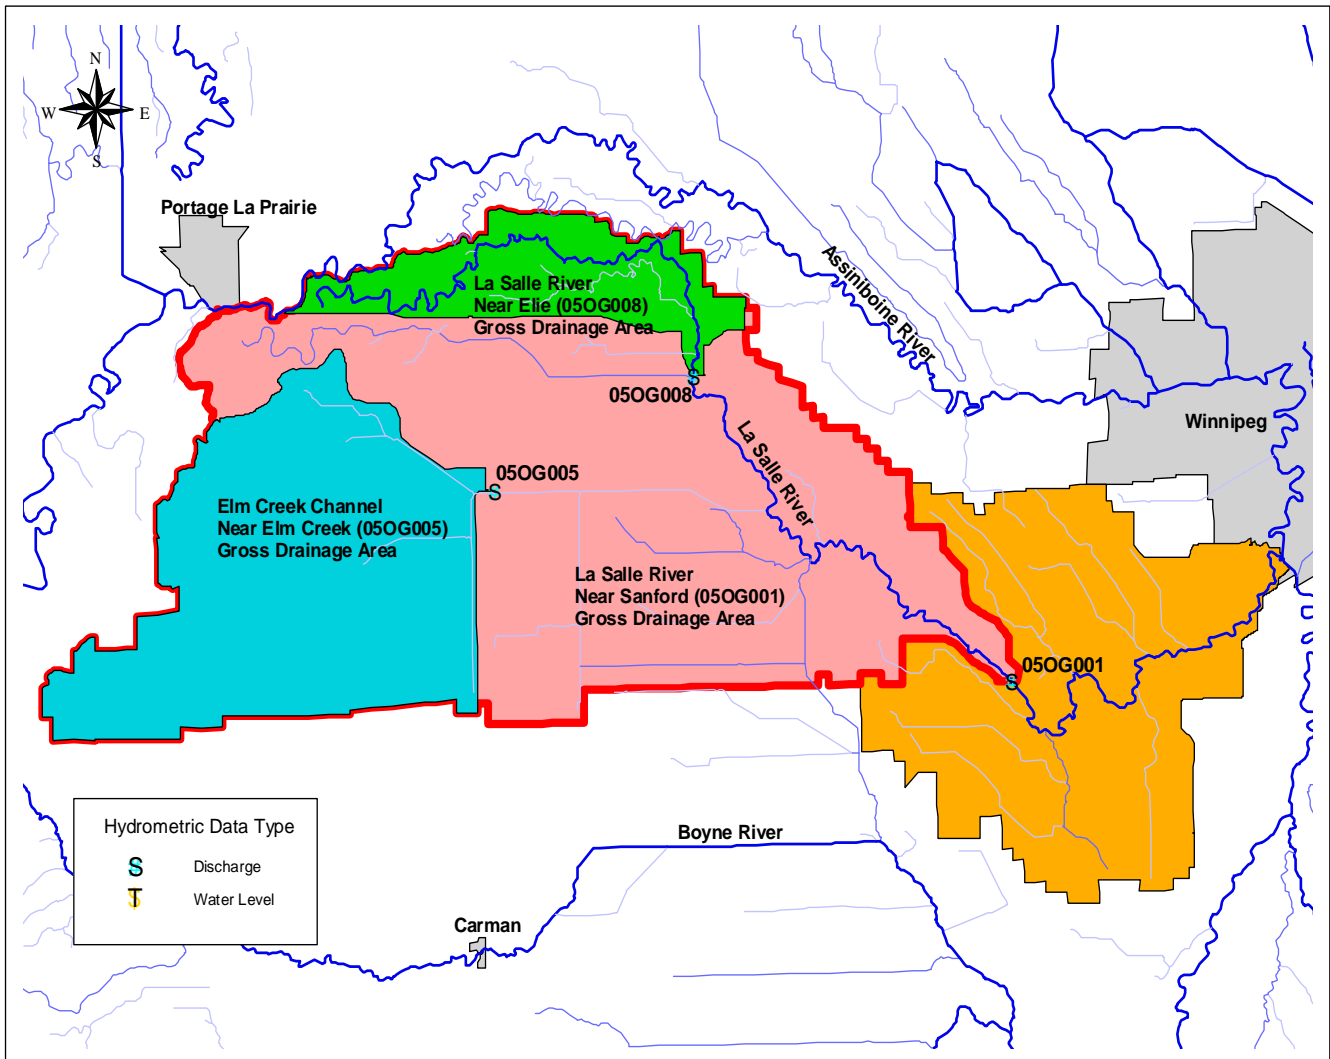 N
W
E
S
Portage La Prairie
La Salle River
Near Elie (05OG008)
Gross Drainage Area
Assiniboine River
05OG008
Winnipeg
La Salle River
05OG005
Elm Creek Channel
Near Elm Creek (05OG005)
Gross Drainage Area
La Salle River
Near Sanford (05OG001)
Gross Drainage Area
05OG001
Hydrometric Data Type
S Discharge
Water Level
Boyne River
Carman
S
S
S